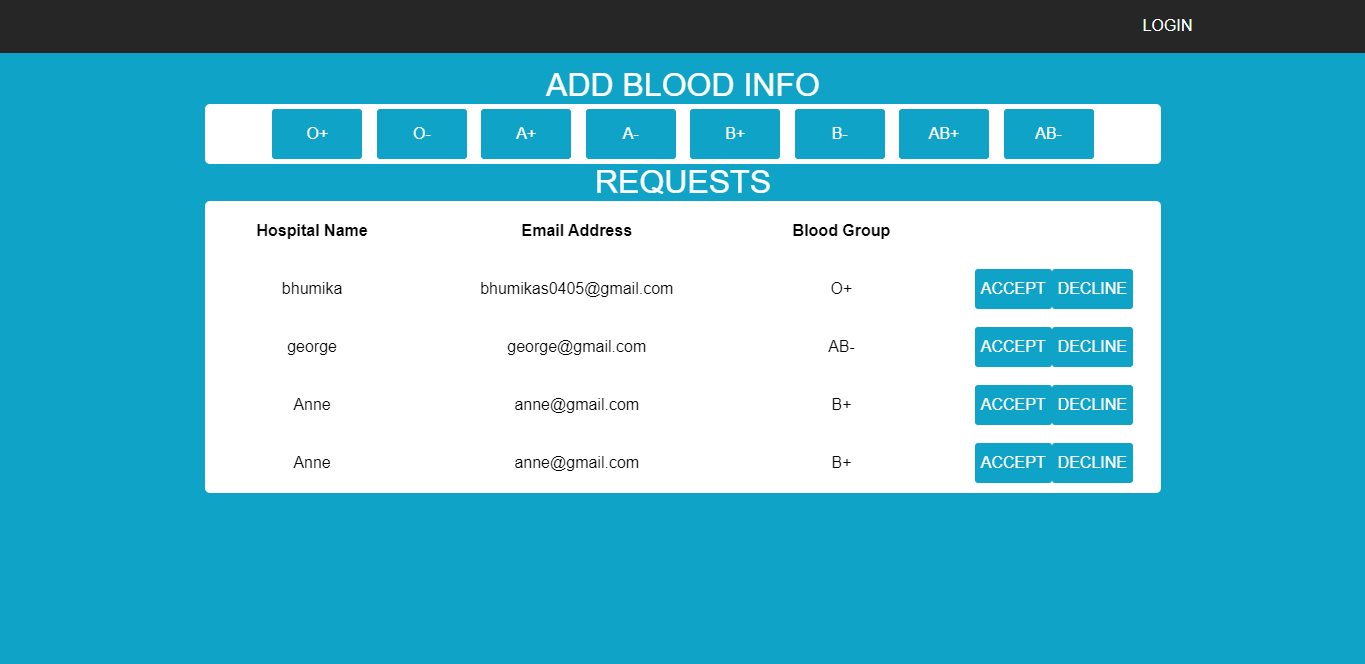 LOGIN
ADD BLOOD INFO
O+ O- A+ A- B+ B- AB+ AB-
REQUESTS
Hospital Name Email Address Blood Group
bhumika bhumikas0405@gmail.com O+ ACCEPT DECLINE
george george@gmail.com AB- ACCEPT DECLINE
Anne anne@gmail.com B+ ACCEPT DECLINE
Anne anne@gmail.com B+ ACCEPT DECLINE